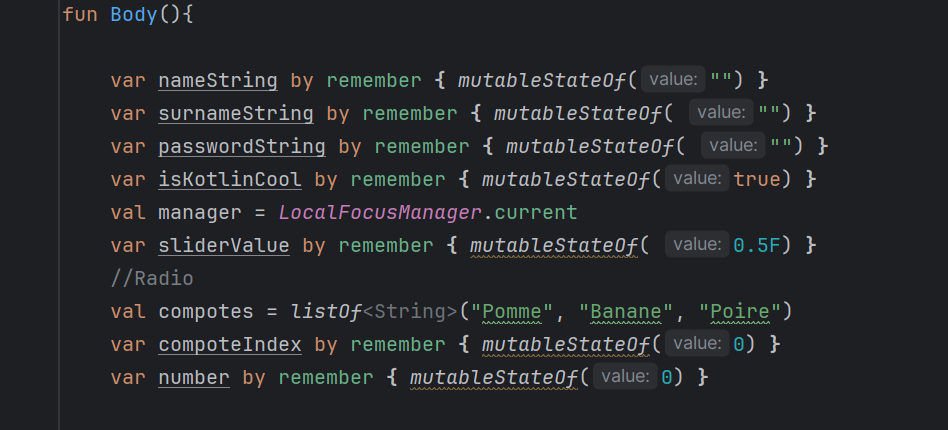 fun Body(){
var nameString by remember { mutableStateOf(value: "") }
var surnameString by remember { mutableStateOf( value: "") }
var passwordString by remember { mutableStateOf( value: "") }
var isKotlinCool by remember { mutableStateOf(value: true) }
val manager = LocalFocusManager.current
var sliderValue by remember { mutableStateOf( value: 0.5F) }
//Radio
val compotes = listOf<String>("Pomme", "Banane", "Poire")
var compoteIndex by remember { mutableStateOf(value: 0) }
var number by remember { mutableStateOf(value: 0) }